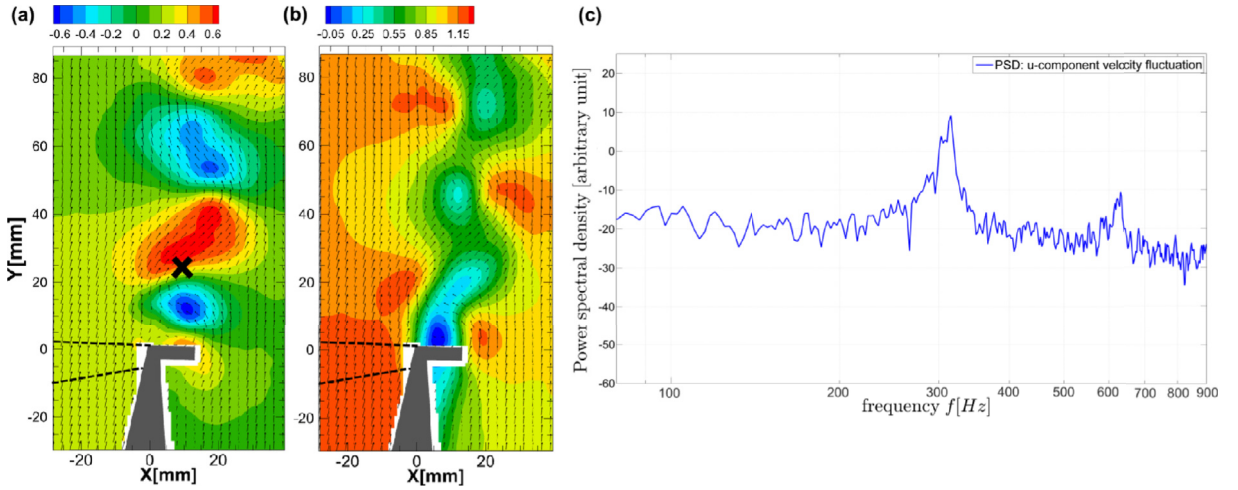 (a)
-0.6 -0.4 -0.2 0 0.2 0.4 0.6
80
60
40
20
0
-20
Y[mm]
-20 0 20
X[mm]
(b)
-0.05 0.25 0.55 0.85 1.15
80
60
40
20
0
-20
-20 0 20
X[mm]
(c)
PSD: u-component velcity fluctuation
20
10
0
-10
-20
-30
-40
-50
-60
Power spectral density [arbitrary unit]
100 200 300 400 500 600 700 800 900
frequency f[Hz]